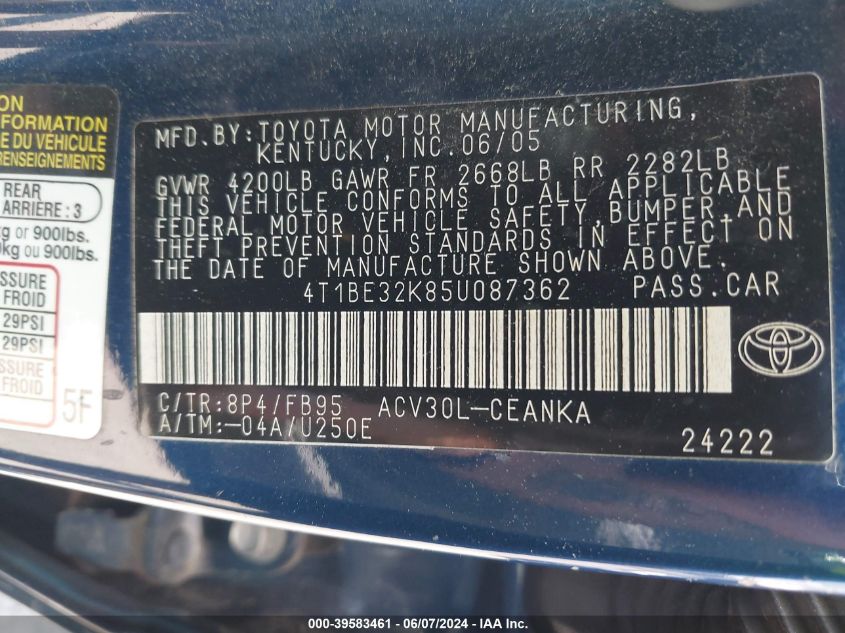 ON
FORMATION
E DU VÉHICULE
RENSEIGNEMENTS
REAR
ARRIÈRE : 3
kg or 900lbs.
0kg ou 900lbs.
SSURE
FROID
29PSI
29PSI
ESSURE
FROID
5F
MFD. BY: TOYOTA MOTOR MANUFACTURING,
KENTUCKY, INC. 06/05
GVWR 4200LB GAWR FR 2668LB RR 2282LB
THIS VEHICLE CONFORMS TO ALL APPLICABLE
FEDERAL MOTOR VEHICLE SAFETY, BUMPER, AND
THEFT PREVENTION STANDARDS IN EFFECT ON
THE DATE OF MANUFACTURE SHOWN ABOVE.
4T1BE32K85U087362 PASS. CAR
C/TR: 8P4/FB95 ACV30L-CEANKA
A/TM: -04A/U250E
24222
000-39583461 - 06/07/2024 - IAA Inc.